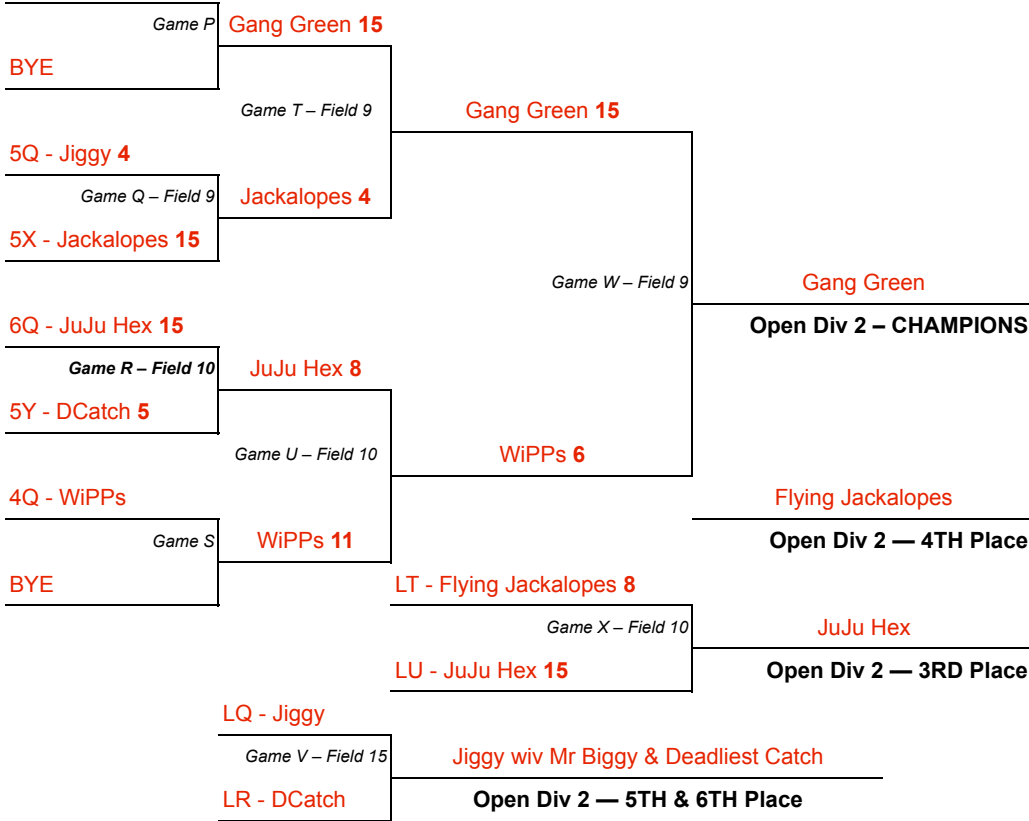 Game P
Gang Green 15
BYE
Game T – Field 9
Gang Green 15
5Q - Jiggy 4
Game Q – Field 9
Jackalopes 4
5X - Jackalopes 15
Game W – Field 9
Gang Green
Open Div 2 – CHAMPIONS
6Q - JuJu Hex 15
Game R – Field 10
JuJu Hex 8
5Y - DCatch 5
Game U – Field 10
WiPPs 6
4Q - WiPPs
Flying Jackalopes
Game S
WiPPs 11
Open Div 2 — 4TH Place
BYE
LT - Flying Jackalopes 8
Game X – Field 10
JuJu Hex
LU - JuJu Hex 15
Open Div 2 — 3RD Place
LQ - Jiggy
Game V – Field 15
Jiggy wiv Mr Biggy & Deadliest Catch
LR - DCatch
Open Div 2 — 5TH & 6TH Place